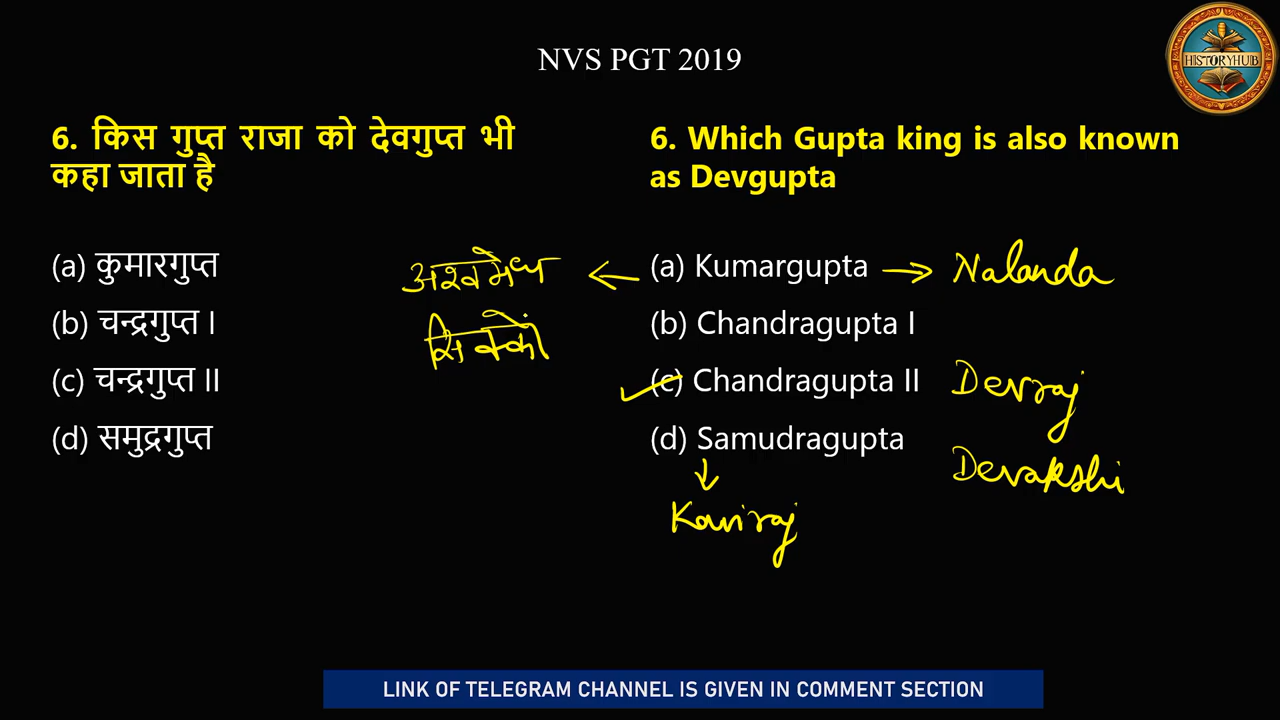 NVS PGT 2019
HISTORYHUB
6. किस गुप्त राजा को देवगुप्त भी
कहा जाता है
(a) कुमारगुप्त
(b) चन्द्रगुप्त I
(c) चन्द्रगुप्त II
(d) समुद्रगुप्त
अश्वमेध
सिक्कों
6. Which Gupta king is also known
as Devgupta
(a) Kumargupta → Nalanda
(b) Chandragupta I
(c) Chandragupta II Devraj
(d) Samudragupta
Devakshi
Kaviraj
LINK OF TELEGRAM CHANNEL IS GIVEN IN COMMENT SECTION